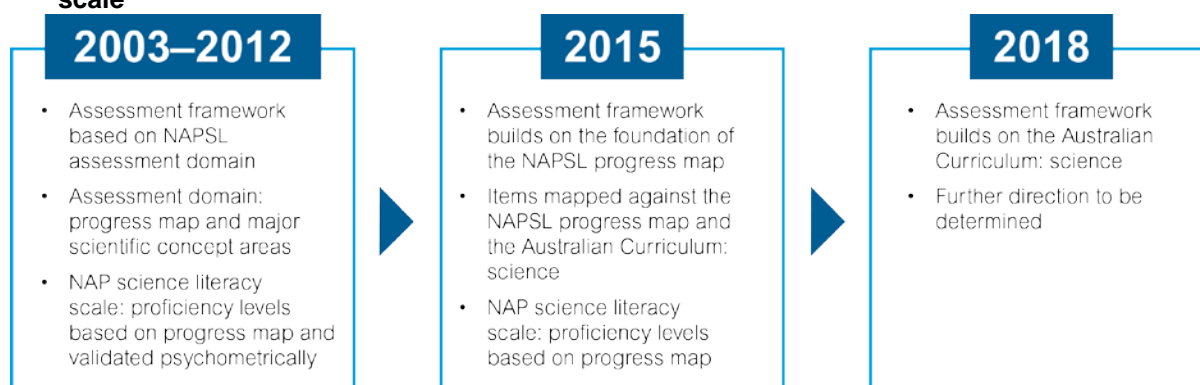 scale
2003–2012
• Assessment framework
based on NAPSL
assessment domain
• Assessment domain:
progress map and major
scientific concept areas
• NAP science literacy
scale: proficiency levels
based on progress map and
validated psychometrically
2015
• Assessment framework
builds on the foundation of
the NAPSL progress map
• Items mapped against the
NAPSL progress map and
the Australian Curriculum:
science
• NAP science literacy
scale: proficiency levels
based on progress map
2018
• Assessment framework
builds on the Australian
Curriculum: science
• Further direction to be
determined